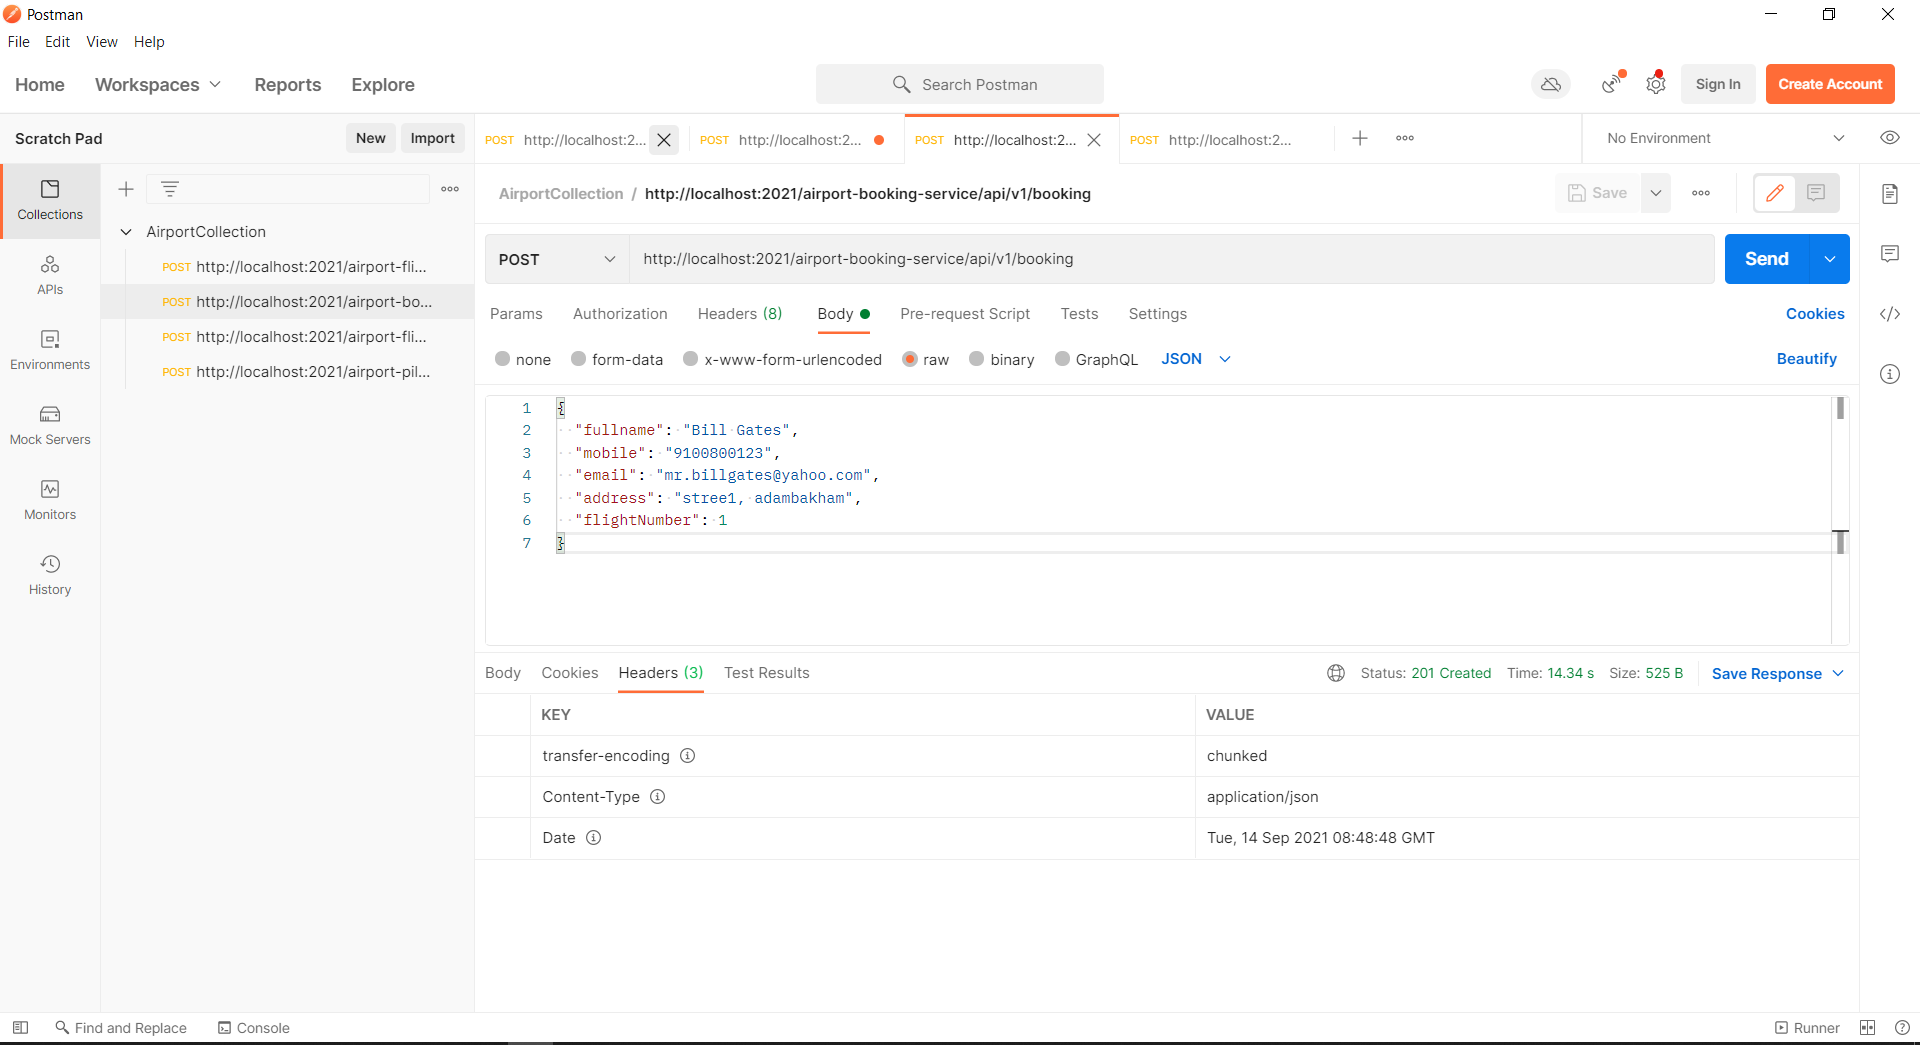 Postman
File Edit View Help
Home Workspaces Reports Explore
Search Postman
Sign In
Create Account
Scratch Pad
New
Import
POST http://localhost:2...
POST http://localhost:2...
POST http://localhost:2...
POST http://localhost:2...
No Environment
Collections
APIs
Environments
Mock Servers
Monitors
History
AirportCollection
POST http://localhost:2021/airport-fli...
POST http://localhost:2021/airport-bo...
POST http://localhost:2021/airport-fli...
POST http://localhost:2021/airport-pil...
AirportCollection / http://localhost:2021/airport-booking-service/api/v1/booking
Save
POST http://localhost:2021/airport-booking-service/api/v1/booking
Send
Params Authorization Headers (8) Body Pre-request Script Tests Settings
Cookies
none form-data x-www-form-urlencoded raw binary GraphQL JSON
Beautify
1 {
2 "fullname": "Bill Gates",
3 "mobile": "9100800123",
4 "email": "mr.billgates@yahoo.com",
5 "address": "stree1, adambakham",
6 "flightNumber": 1
7 }
Body Cookies Headers (3) Test Results
Status: 201 Created Time: 14.34 s Size: 525 B Save Response
KEY VALUE
transfer-encoding chunked
Content-Type application/json
Date Tue, 14 Sep 2021 08:48:48 GMT
Find and Replace Console
Runner